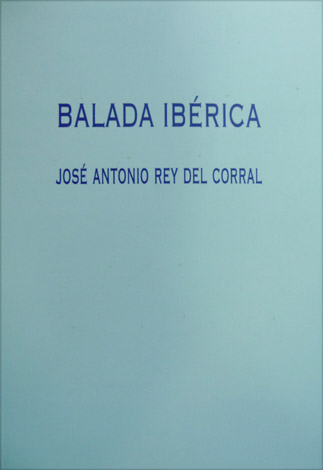 BALADA IBÉRICA
JOSÉ ANTONIO REY DEL CORRAL